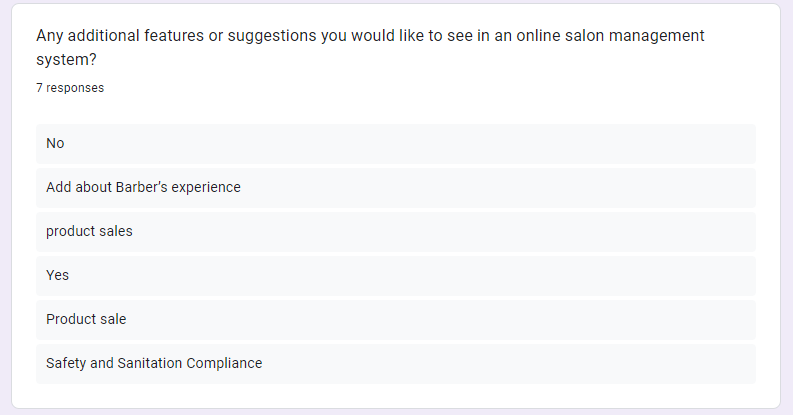 Any additional features or suggestions you would like to see in an online salon management
system?
7 responses
No
Add about Barber's experience
product sales
Yes
Product sale
Safety and Sanitation Compliance